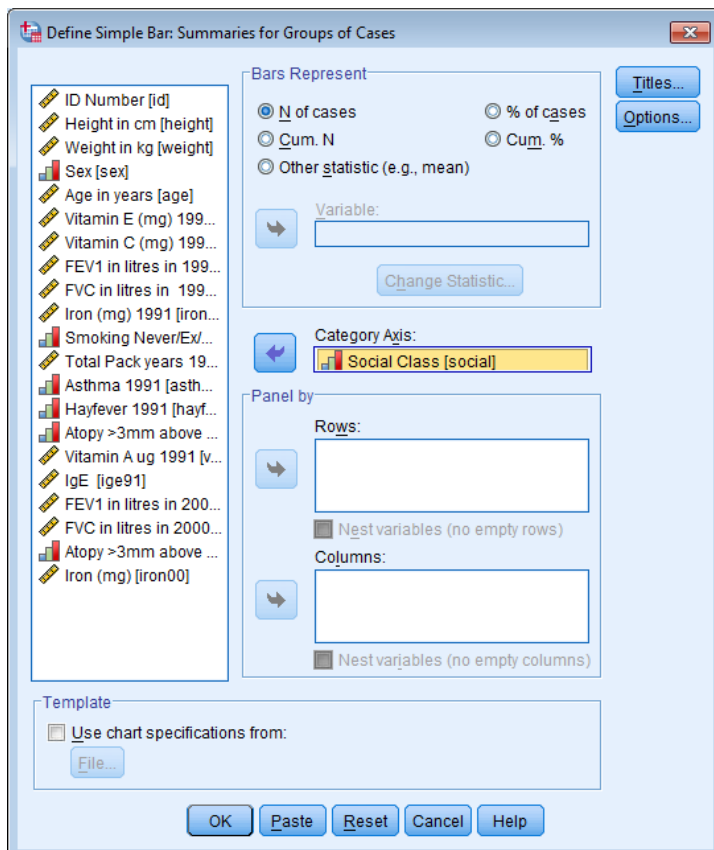 Define Simple Bar: Summaries for Groups of Cases
ID Number [id]
Height in cm [height]
Weight in kg [weight]
Sex [sex]
Age in years [age]
Vitamin E (mg) 199...
Vitamin C (mg) 199...
FEV1 in litres in 199...
FVC in litres in 199...
Iron (mg) 1991 [iron...
Smoking Never/Ex/...
Total Pack years 19...
Asthma 1991 [asth...
Hayfever 1991 [hayf...
Atopy >3mm above ...
Vitamin A ug 1991 [v...
IgE [ige91]
FEV1 in litres in 200...
FVC in litres in 2000...
Atopy >3mm above ...
Iron (mg) [iron00]
Bars Represent
N of cases
% of cases
Cum. N
Cum. %
Other statistic (e.g., mean)
Variable:
Change Statistic...
Category Axis:
Social Class [social]
Panel by
Rows:
Nest variables (no empty rows)
Columns:
Nest variables (no empty columns)
Titles...
Options...
Template
Use chart specifications from:
File...
OK
Paste
Reset
Cancel
Help